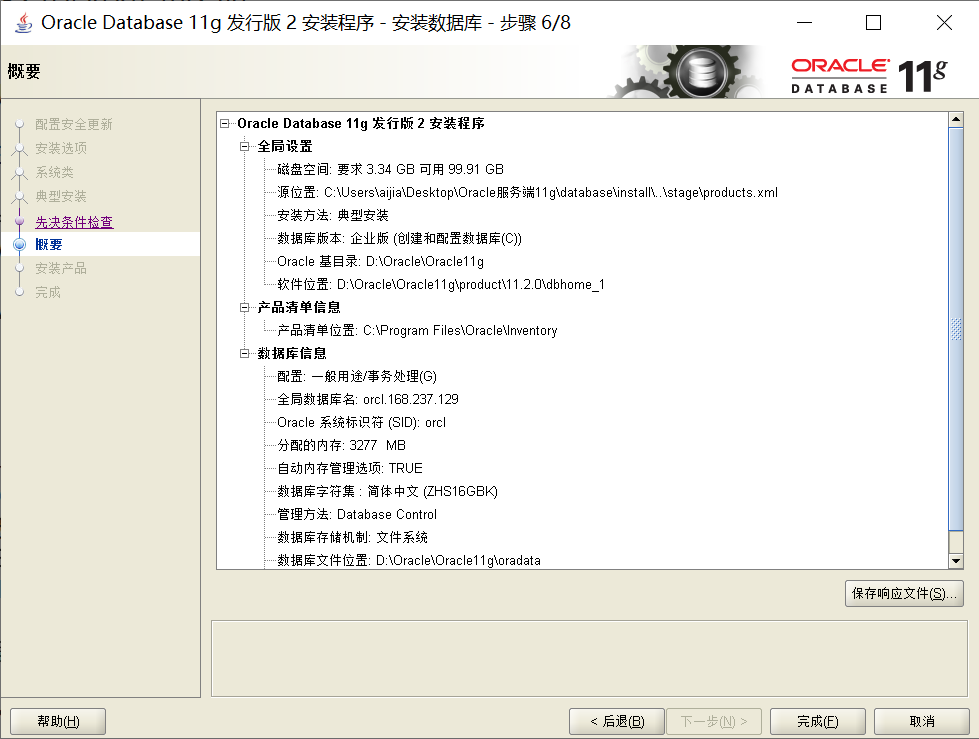 Oracle Database 11g 发行版 2 安装程序 - 安装数据库 - 步骤 6/8
概要
ORACLE
DATABASE
11g
配置安全更新
安装选项
系统类
典型安装
先决条件检查
概要
安装产品
完成
Oracle Database 11g 发行版 2 安装程序
全局设置
磁盘空间: 要求 3.34 GB 可用 99.91 GB
源位置: C:\Users\aijia\Desktop\Oracle服务端11g\database\install\..\stage\products.xml
安装方法: 典型安装
数据库版本: 企业版 (创建和配置数据库(C))
Oracle 基目录: D:\Oracle\Oracle11g
软件位置: D:\Oracle\Oracle11g\product\11.2.0\dbhome_1
产品清单信息
产品清单位置: C:\Program Files\Oracle\Inventory
数据库信息
配置: 一般用途/事务处理(G)
全局数据库名: orcl.168.237.129
Oracle 系统标识符 (SID): orcl
分配的内存: 3277 MB
自动内存管理选项: TRUE
数据库字符集 : 简体中文 (ZHS16GBK)
管理方法: Database Control
数据库存储机制: 文件系统
数据库文件位置: D:\Oracle\Oracle11g\oradata
保存响应文件(S)...
帮助(H)
< 后退(B)
下一步(N) >
完成(F)
取消